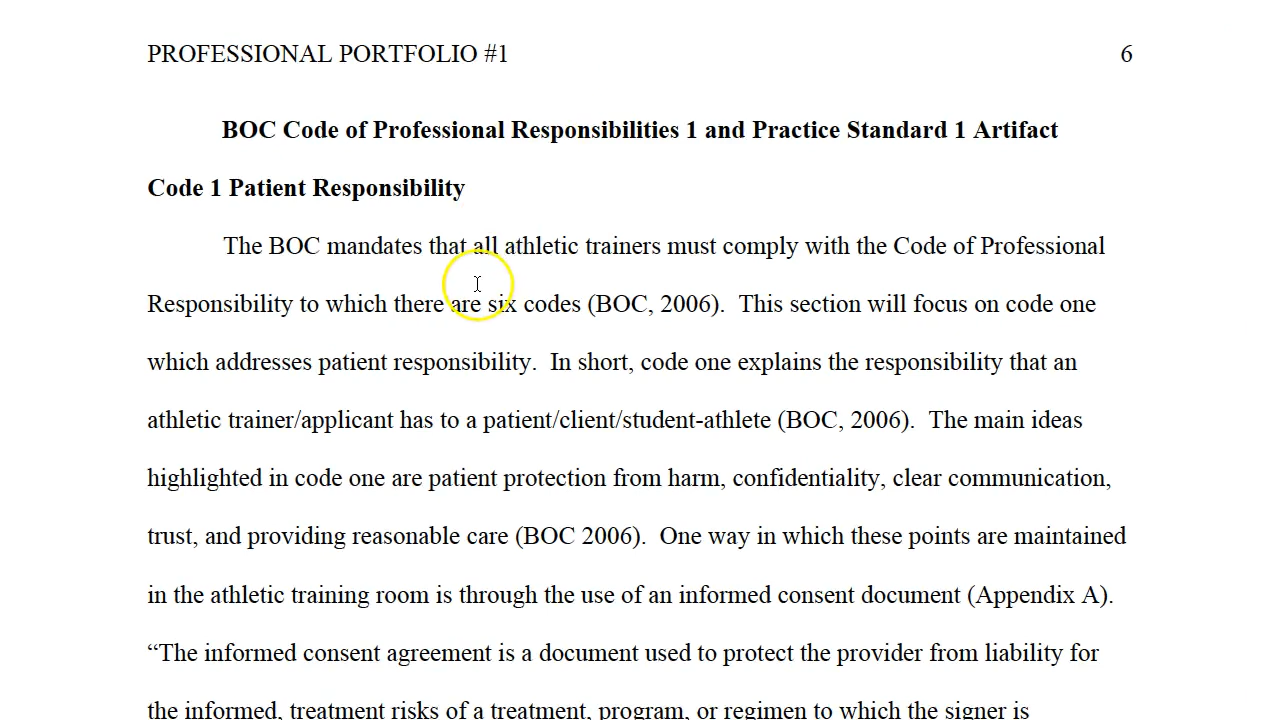 PROFESSIONAL PORTFOLIO #1 6
BOC Code of Professional Responsibilities 1 and Practice Standard 1 Artifact
Code 1 Patient Responsibility
The BOC mandates that all athletic trainers must comply with the Code of Professional
Responsibility to which there are six codes (BOC, 2006).  This section will focus on code one
which addresses patient responsibility.  In short, code one explains the responsibility that an
athletic trainer/applicant has to a patient/client/student-athlete (BOC, 2006).  The main ideas
highlighted in code one are patient protection from harm, confidentiality, clear communication,
trust, and providing reasonable care (BOC 2006).  One way in which these points are maintained
in the athletic training room is through the use of an informed consent document (Appendix A).
“The informed consent agreement is a document used to protect the provider from liability for
the informed, treatment risks of a treatment, program, or regimen to which the signer is